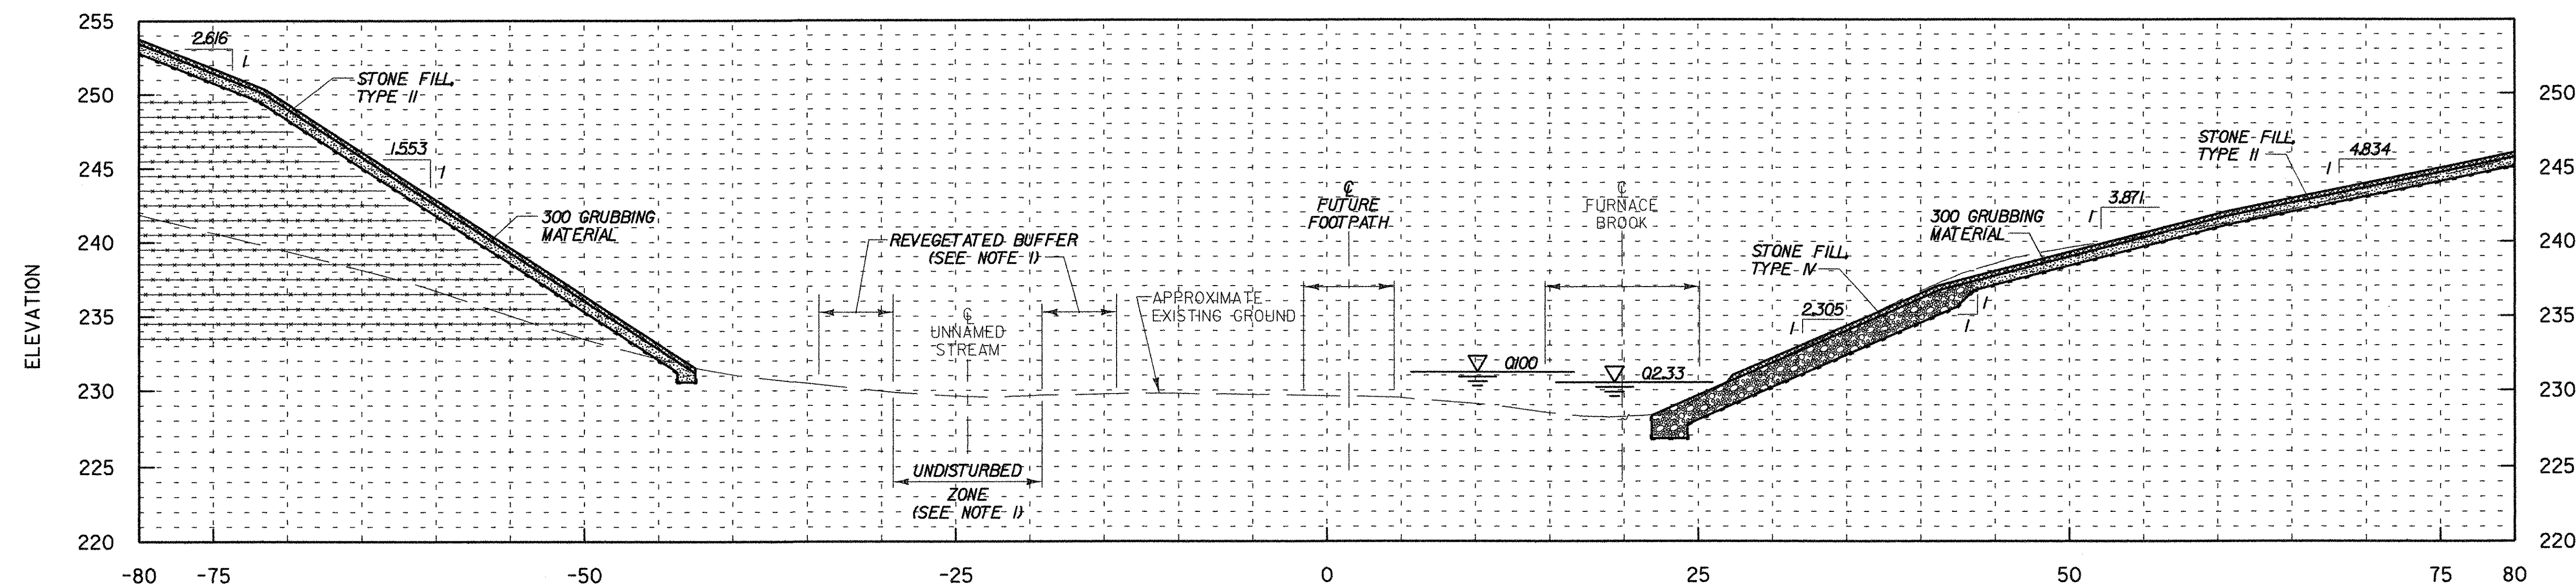 255
250
245
240
235
230
225
220
ELEVATION
2.616
1
STONE FILL,
TYPE II
1.553
1
300 GRUBBING
MATERIAL
REVEGETATED BUFFER
(SEE NOTE 1)
℄
UNNAMED
STREAM
UNDISTURBED
ZONE
(SEE NOTE 1)
APPROXIMATE
EXISTING GROUND
℄
FUTURE
FOOTPATH
Q100
℄
FURNACE
BROOK
Q2.33
STONE FILL,
TYPE IV
2.305
1
1
1
300 GRUBBING
MATERIAL
3.871
1
STONE FILL,
TYPE II
4.834
1
250
245
240
235
230
225
220
-80
-75
-50
-25
0
25
50
75
80